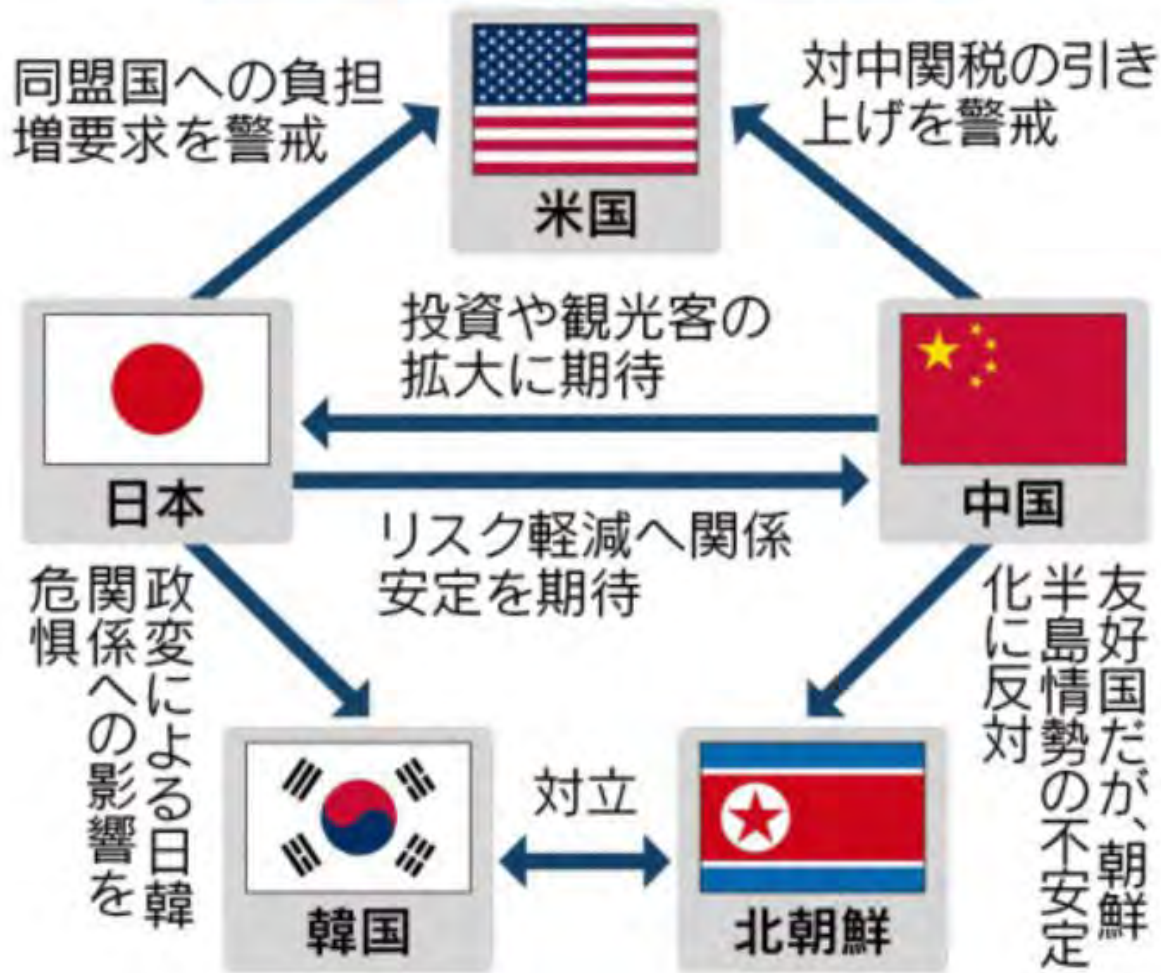 同盟国への負担
増要求を警戒
対中関税の引き
上げを警戒
米国
投資や観光客の
拡大に期待
日本
中国
リスク軽減へ関係
安定を期待
政変による日韓
関係への影響を
危惧
友好国だが、朝鮮
半島情勢の不安定
化に反対
対立
韓国
北朝鮮